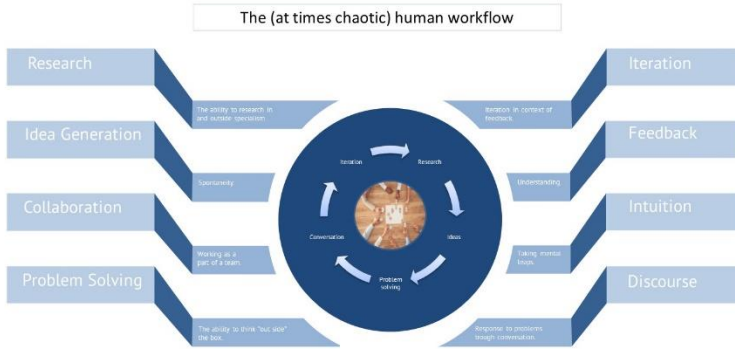 The (at times chaotic) human workflow
Research
The ability to research in
and outside specialism.
Idea Generation
Spontaneity.
Collaboration
Working as a
part of a team.
Problem Solving
The ability to think "out side"
the box.
Iteration
Research
Ideas
Problem
solving
Conversation
Iteration
Iteration in context of
feedback.
Feedback
Understanding.
Intuition
Taking mental
leaps.
Discourse
Response to problems
trough conversation.